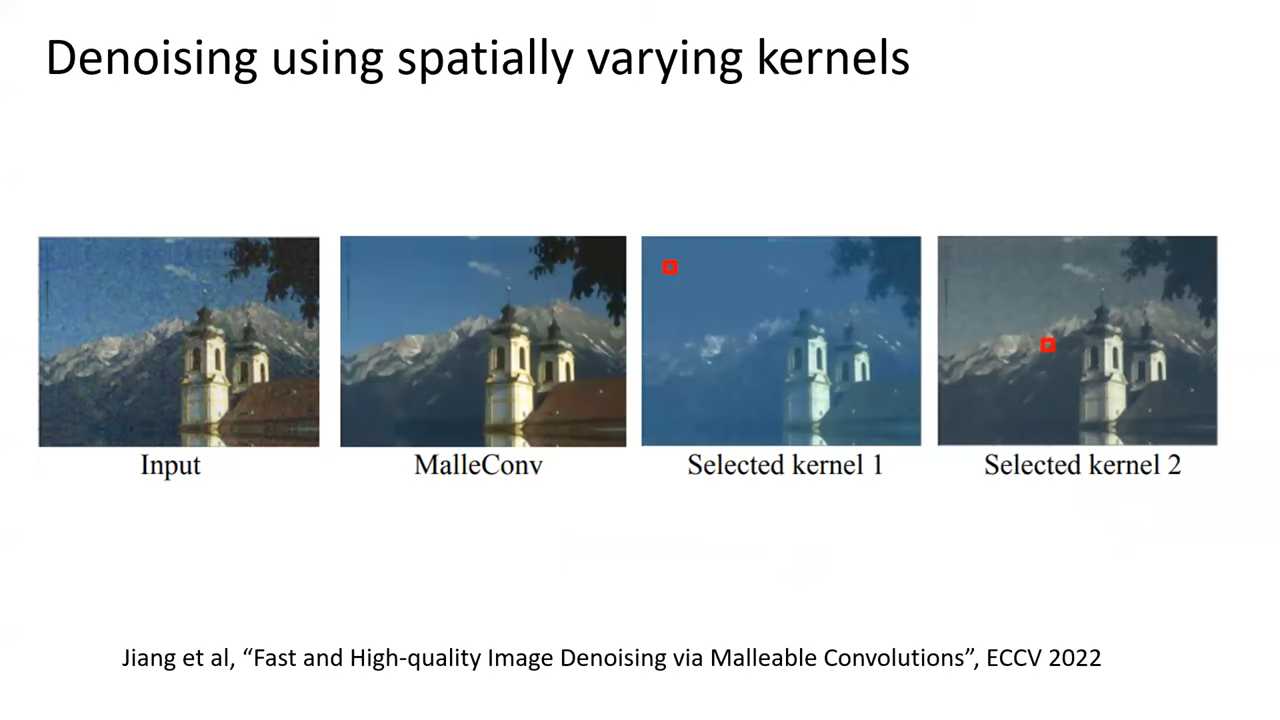 Denoising using spatially varying kernels
Input
MalleConv
Selected kernel 1
Selected kernel 2
Jiang et al, “Fast and High-quality Image Denoising via Malleable Convolutions”, ECCV 2022